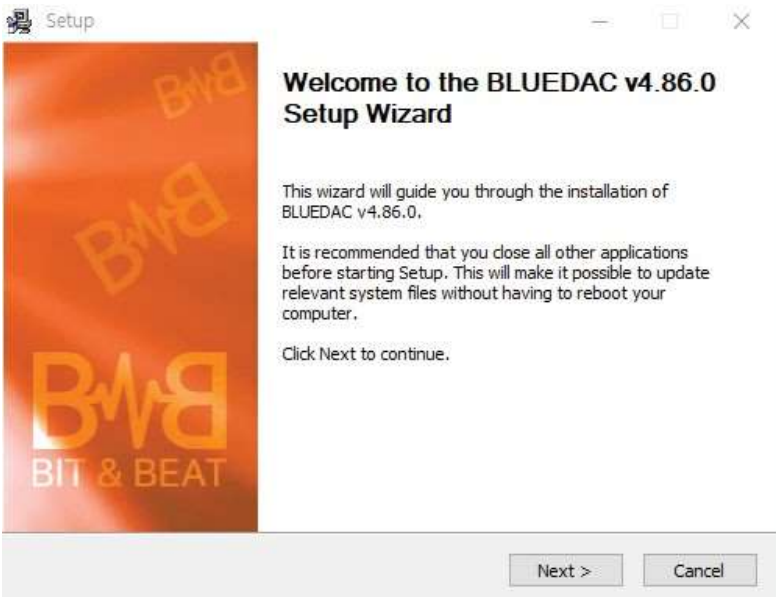 Setup
BMB
BMB
Welcome to the BLUEDAC v4.86.0
Setup Wizard
This wizard will guide you through the installation of
BLUEDAC v4.86.0.
It is recommended that you close all other applications
before starting Setup. This will make it possible to update
relevant system files without having to reboot your
computer.
Click Next to continue.
BMB
BIT & BEAT
Next >
Cancel